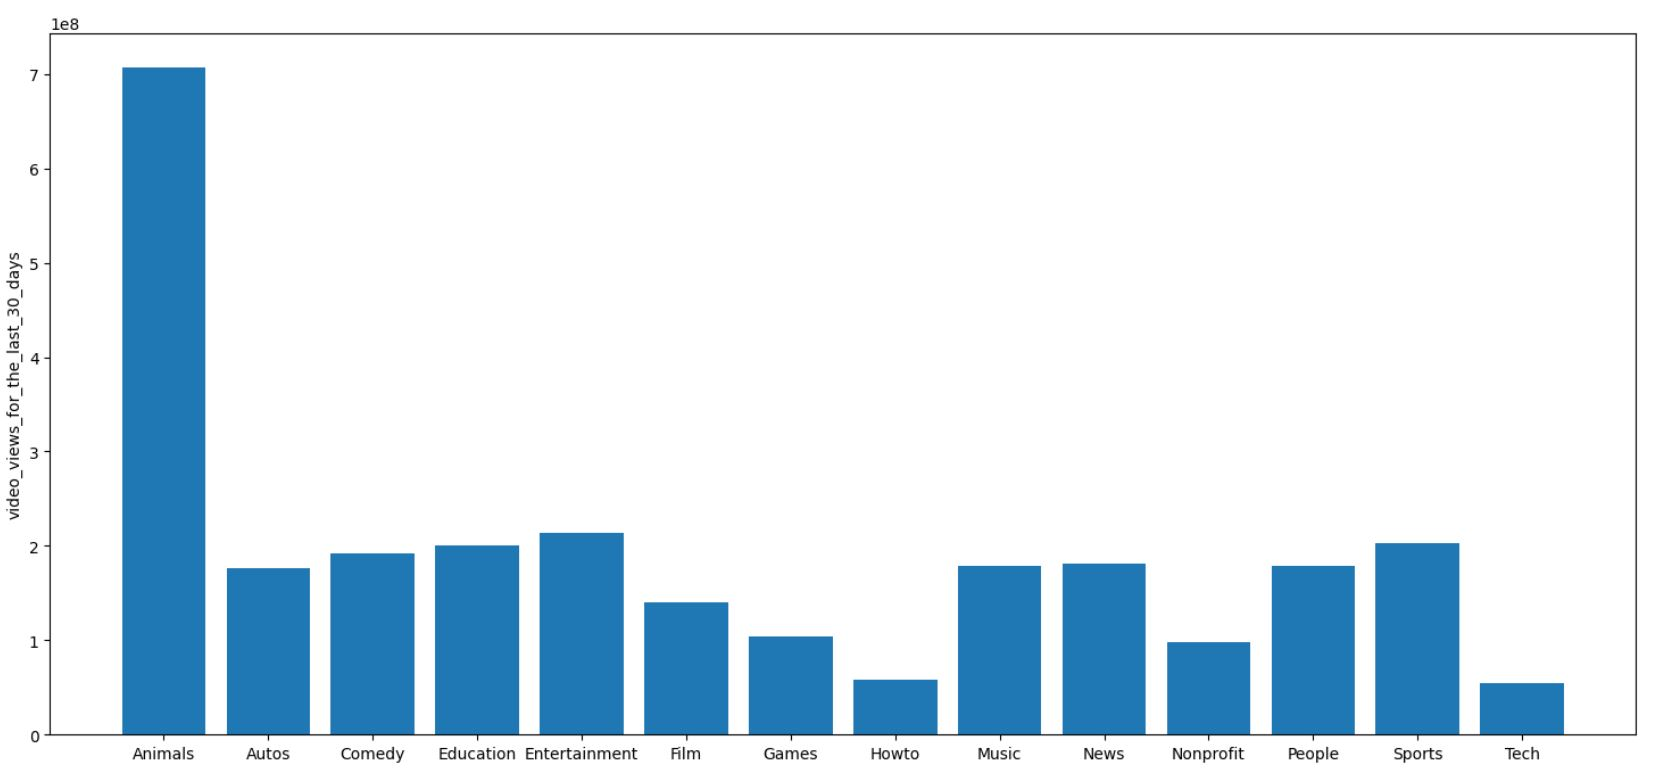 1e8
7
6
5
4
3
2
1
0
video_views_for_the_last_30_days
Animals Autos Comedy Education Entertainment Film Games Howto Music News Nonprofit People Sports Tech